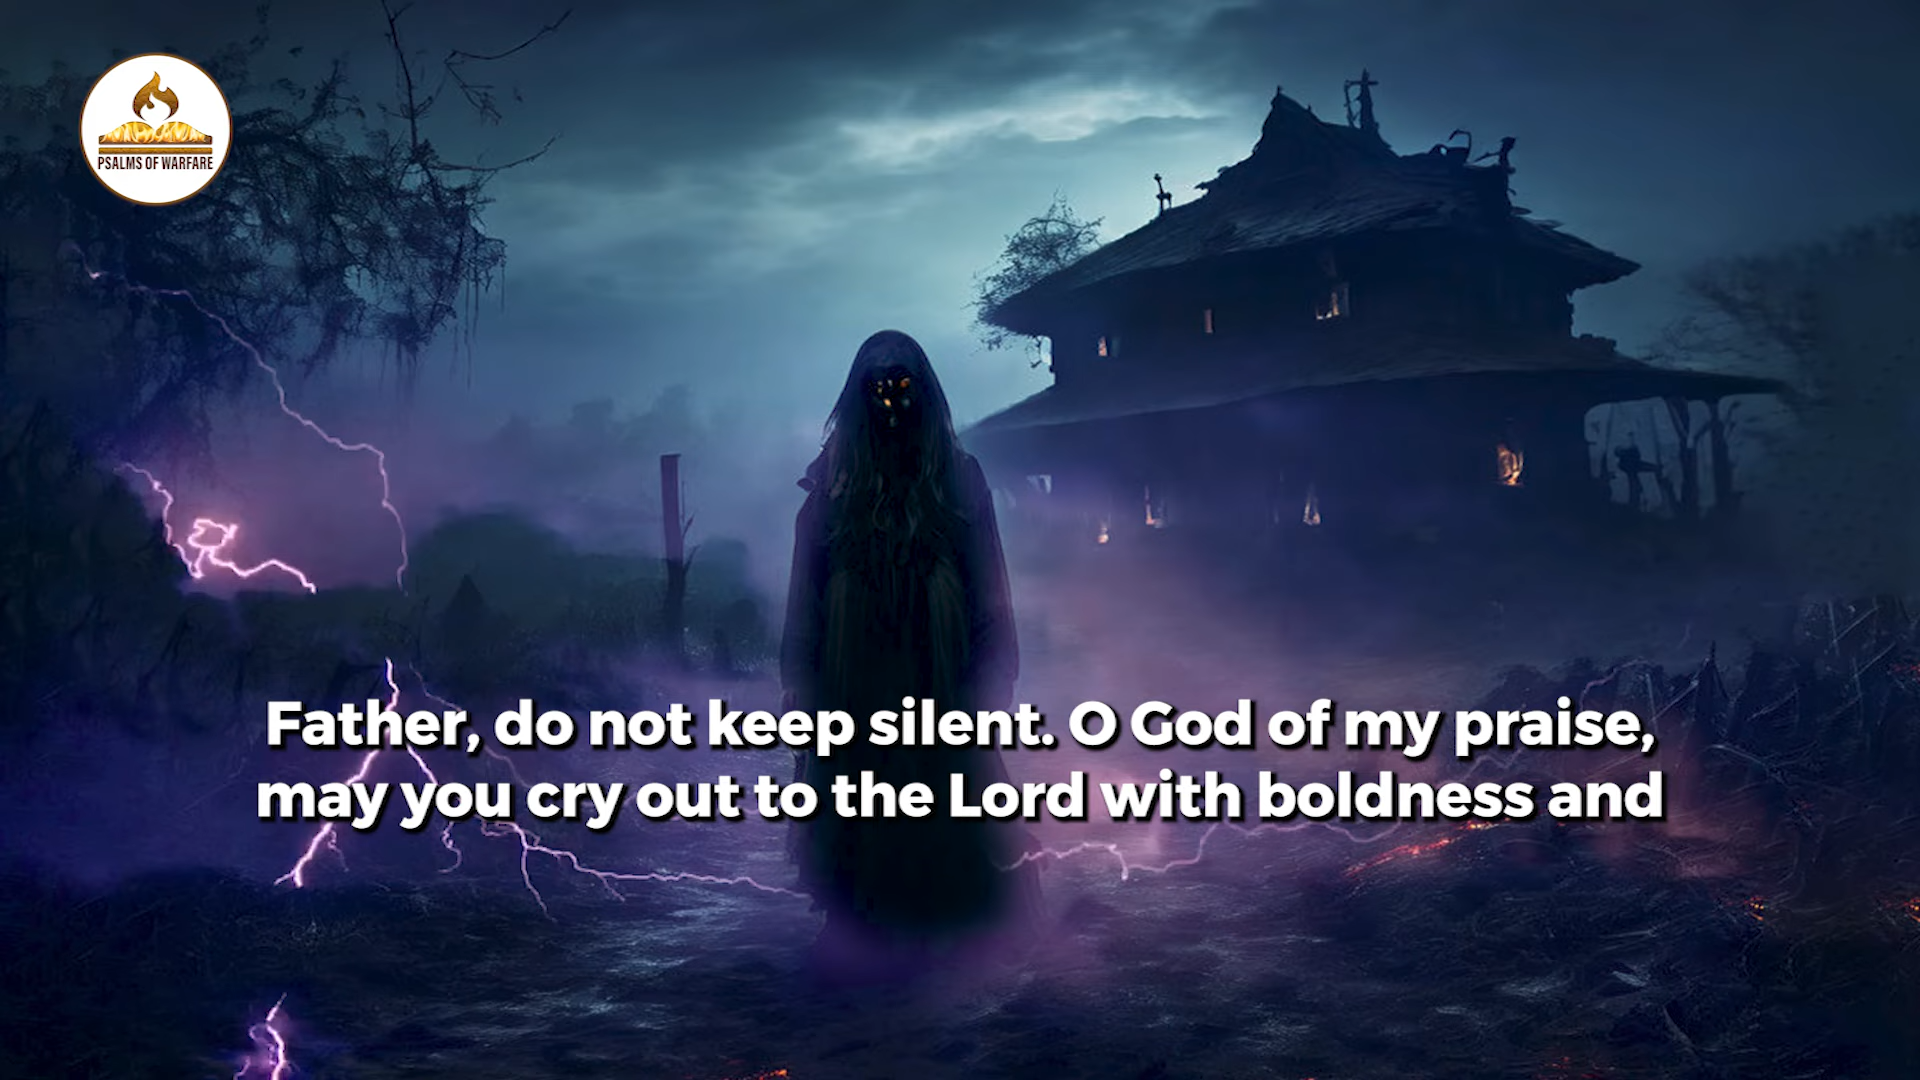 PSALMS OF WARFARE
Father, do not keep silent. O God of my praise,
may you cry out to the Lord with boldness and